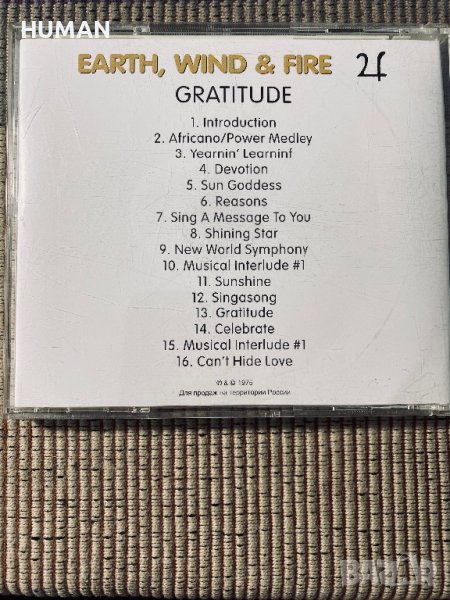 HUMAN
EARTH, WIND & FIRE
GRATITUDE
1. Introduction
2. Africano/Power Medley
3. Yearnin' Learninf
4. Devotion
5. Sun Goddess
6. Reasons
7. Sing A Message To You
8. Shining Star
9. New World Symphony
10. Musical Interlude #1
11. Sunshine
12. Singasong
13. Gratitude
14. Celebrate
15. Musical Interlude #1
16. Can't Hide Love
℗ & © 1975
Для продаж на территории России